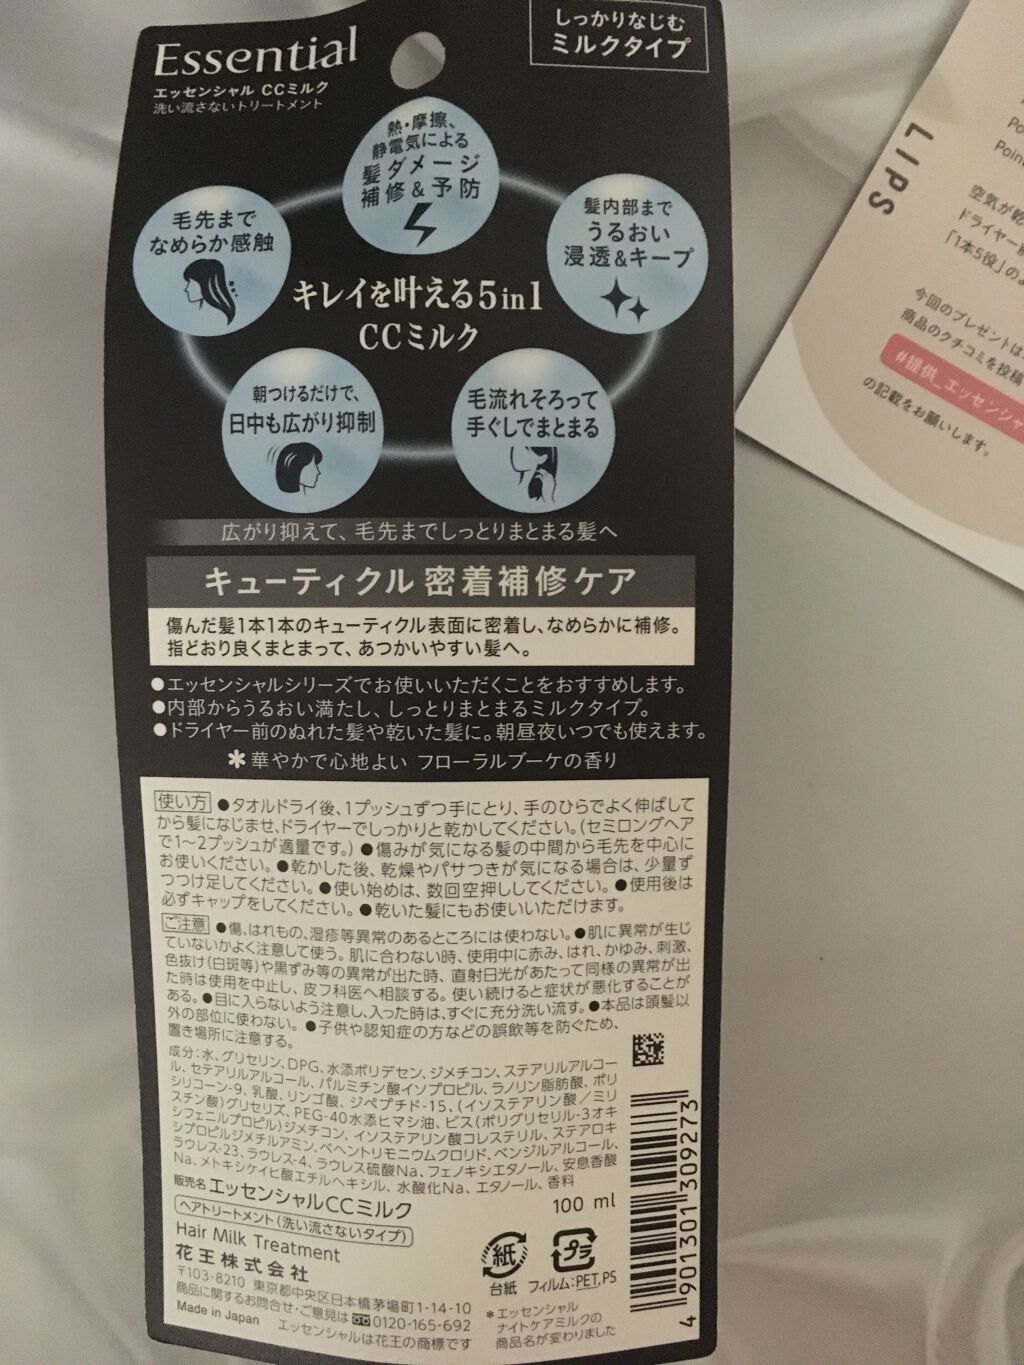 Essential
エッセンシャル CCミルク
洗い流さないトリートメント
しっかりなじむ
ミルクタイプ
熱・摩擦、
静電気による
髪ダメージ
補修&予防
毛先まで
なめらか感触
髪内部まで
うるおい
浸透&キープ
キレイを叶える5in1
CCミルク
朝つけるだけで、
日中も広がり抑制
毛流れそろって
手ぐしでまとまる
広がり抑えて、毛先までしっとりまとまる髪へ
キューティクル 密着補修ケア
傷んだ髪1本1本のキューティクル表面に密着し、なめらかに補修。
指どおり良くまとまって、あつかいやすい髪へ。
●エッセンシャルシリーズでお使いいただくことをおすすめします。
●内部からうるおい満たし、しっとりまとまるミルクタイプ。
●ドライヤー前のぬれた髪や乾いた髪に。朝昼夜いつでも使えます。
＊華やかで心地よい フローラルブーケの香り
使い方 ●タオルドライ後、1プッシュずつ手にとり、手のひらでよく伸ばして
から髪になじませ、ドライヤーでしっかりと乾かしてください。(セミロングヘア
で1〜2プッシュが適量です。) ●傷みが気になる髪の中間から毛先を中心に
お使いください。●乾かした後、乾燥やパサつきが気になる場合は、少量ず
つつけ足してください。●使い始めは、数回空押ししてください。●使用後は
必ずキャップをしてください。●乾いた髪にもお使いいただけます。
ご注意 ●傷、はれもの、湿疹等異常のあるところには使わない。●肌に異常が生じ
ていないかよく注意して使う。肌に合わない時、使用中に赤み、はれ、かゆみ、刺激、
色抜け(白斑等)や黒ずみ等の異常が出た時、直射日光があたって同様の異常が出
た時は使用を中止し、皮フ科医へ相談する。使い続けると症状が悪化することが
ある。●目に入らないよう注意し、入った時は、すぐに充分洗い流す。●本品は頭髪以
外の部位に使わない。●子供や認知症の方などの誤飲等を防ぐため、
置き場所に注意する。
成分：水、グリセリン、DPG、水添ポリデセン、ジメチコン、ステアリルアルコー
ル、セテアリルアルコール、パルミチン酸イソプロピル、ラノリン脂肪酸、ポリ
シリコーン-9、乳酸、リンゴ酸、ジペプチド-15、(イソステアリン酸／ミリ
スチン酸)グリセリズ、PEG-40水添ヒマシ油、ビス(ポリグリセリル-3オキ
シフェニルプロピル)ジメチコン、イソステアリン酸コレステリル、ステアロキ
シプロピルジメチルアミン、ベヘントリモニウムクロリド、ベンジルアルコール、
ラウレス-23、ラウレス-4、ラウレス硫酸Na、フェノキシエタノール、安息香酸
Na、メトキシケイヒ酸エチルヘキシル、水酸化Na、エタノール、香料
販売名 エッセンシャルCCミルク
ヘアトリートメント(洗い流さないタイプ)
100 ml
Hair Milk Treatment
花王株式会社
〒103-8210 東京都中央区日本橋茅場町1-14-10
商品に関するお問合せ・ご意見は 0120-165-692
Made in Japan エッセンシャルは花王の商標です
紙
台紙
プラ
フィルム:PET,PS
＊エッセンシャル
ナイトケアミルクの
商品名が変わりました
4 901301 309273
LIPS
Po
Poin
空気が乾
ドライヤー前
「1本5役」の
今回のプレゼントは
商品のクチコミを投稿
#提供_エッセンシャ
の記載をお願いします。